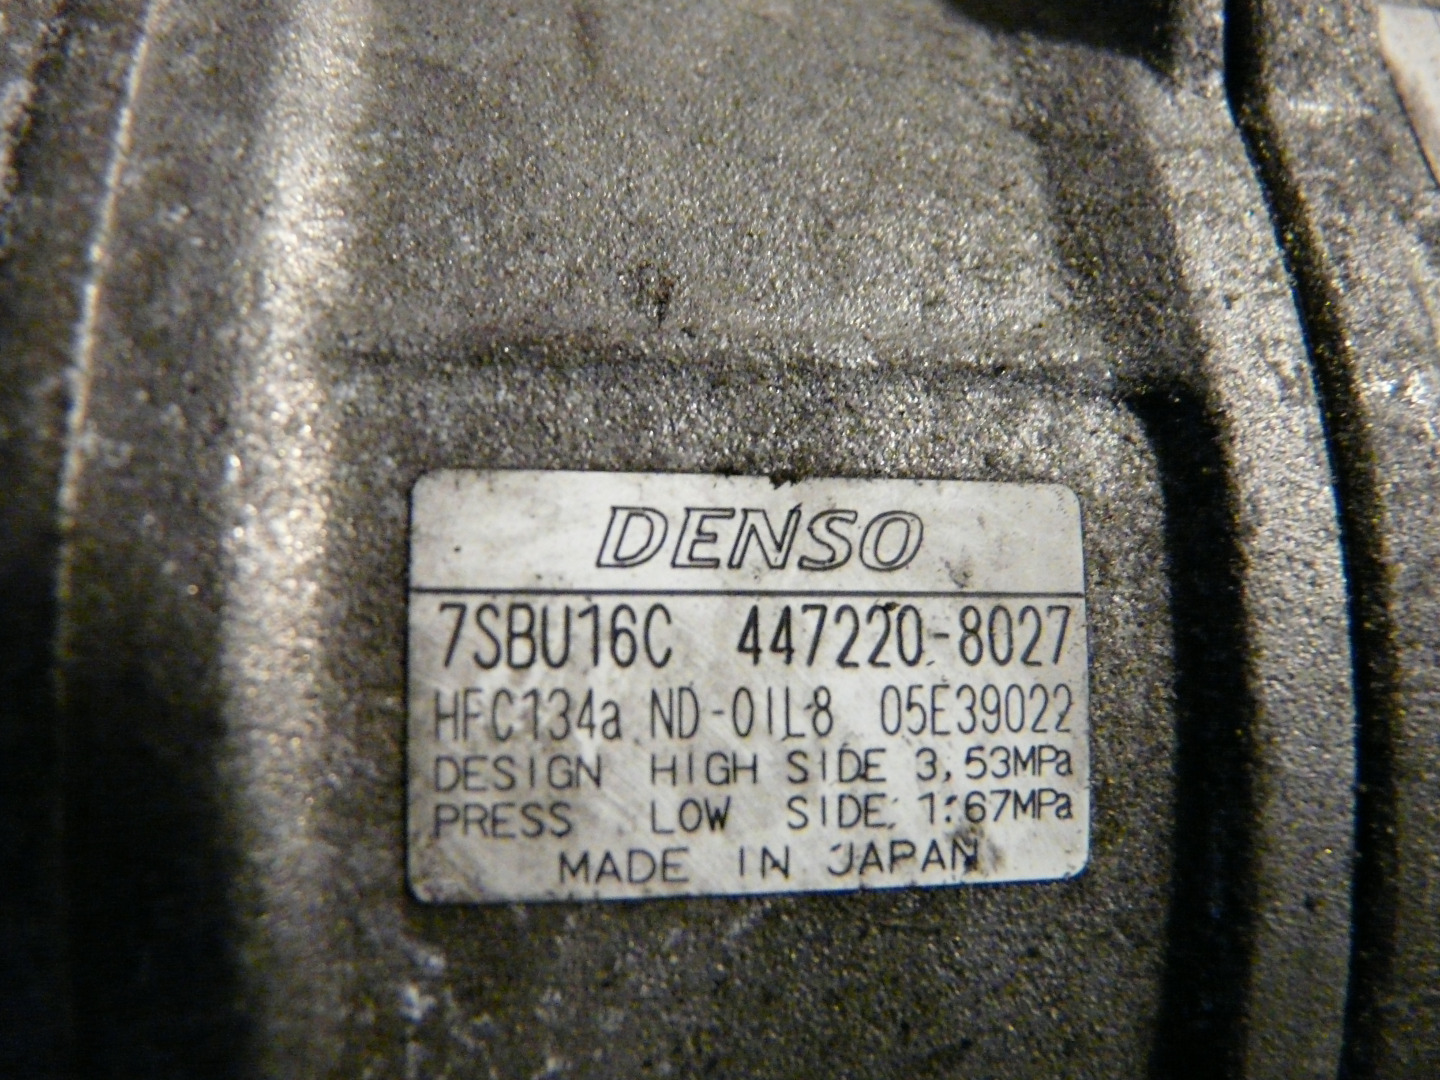 DENSO
7SBU16C 447220-8027
HFC134a ND-OIL8 05E39022
DESIGN HIGH SIDE 3,53MPa
PRESS LOW SIDE 1.67MPa
MADE IN JAPAN